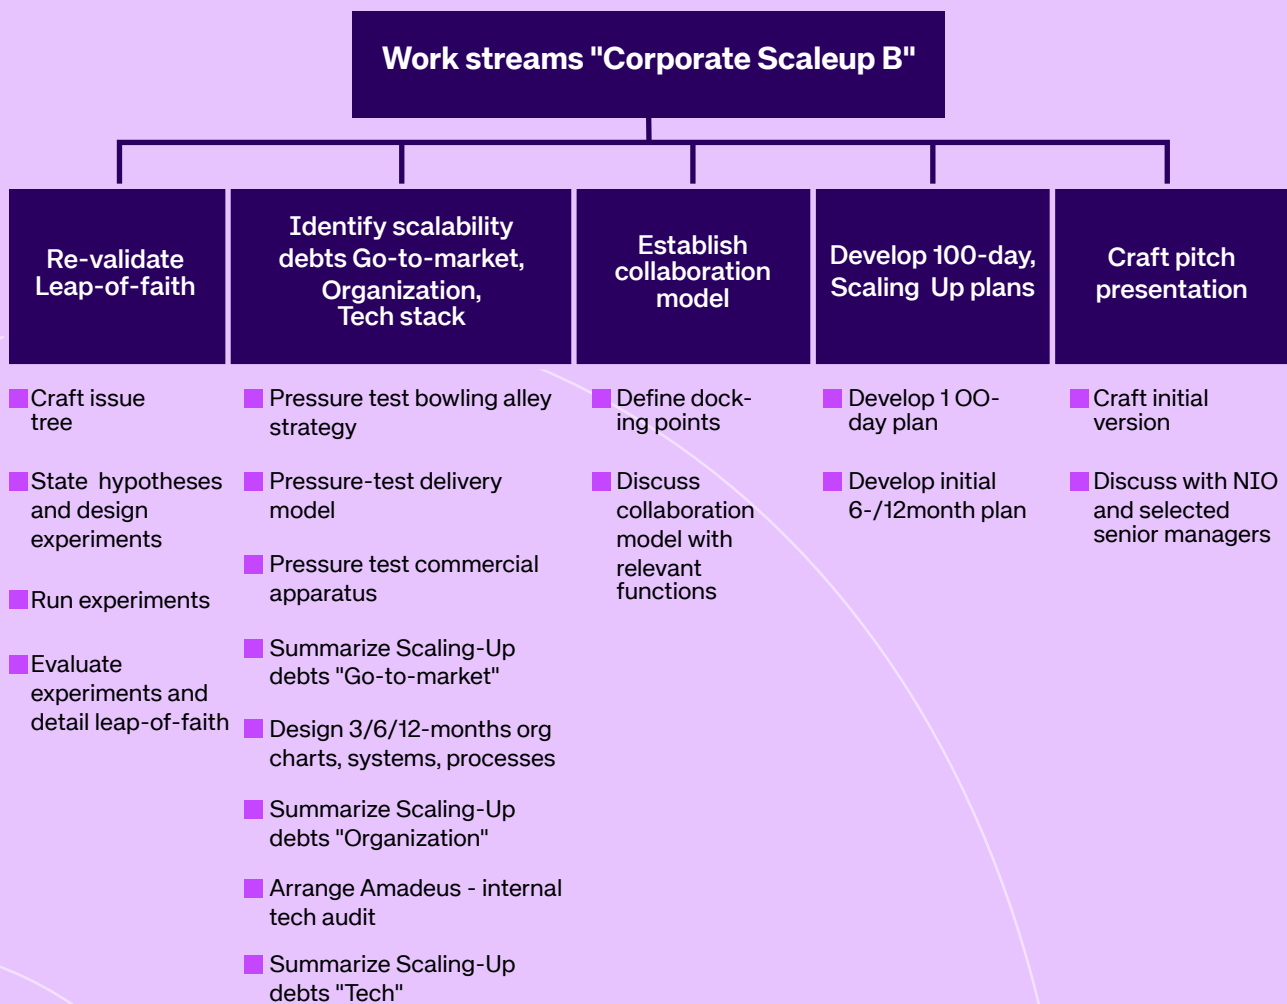 Work streams "Corporate Scaleup B"
Re-validate
Leap-of-faith
Identify scalability
debts Go-to-market,
Organization,
Tech stack
Establish
collaboration
model
Develop 100-day,
Scaling Up plans
Craft pitch
presentation
Craft issue
tree
State hypotheses
and design
experiments
Run experiments
Evaluate
experiments and
detail leap-of-faith
Pressure test bowling alley
strategy
Pressure-test delivery
model
Pressure test commercial
apparatus
Summarize Scaling-Up
debts "Go-to-market"
Design 3/6/12-months org
charts, systems, processes
Summarize Scaling-Up
debts "Organization"
Arrange Amadeus - internal
tech audit
Summarize Scaling-Up
debts "Tech"
Define dock-
ing points
Discuss
collaboration
model with
relevant
functions
Develop 1 OO-
day plan
Develop initial
6-/12month plan
Craft initial
version
Discuss with NIO
and selected
senior managers